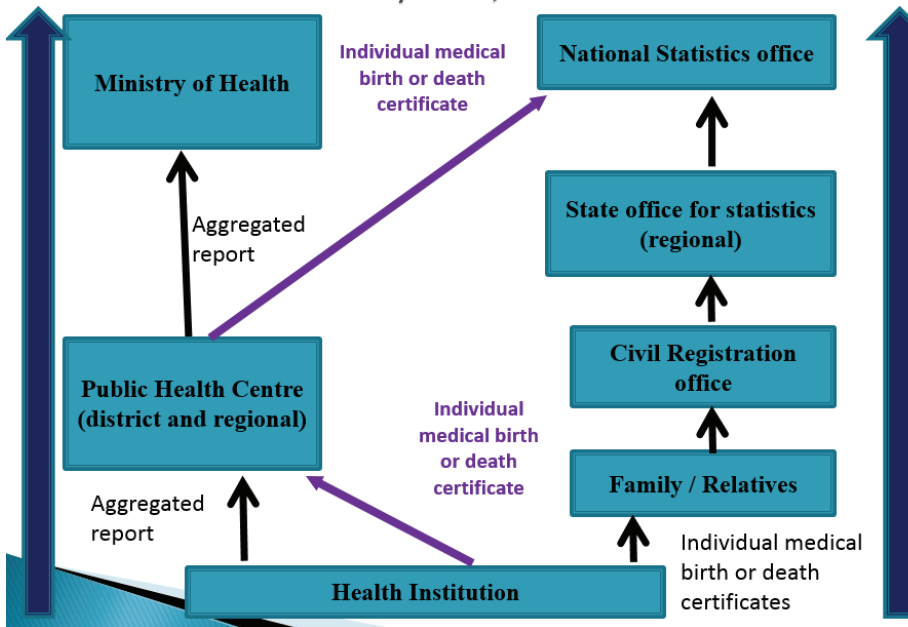 Individual medical
birth or death
certificate
Ministry of Health
National Statistics office
State office for statistics
(regional)
Aggregated
report
Civil Registration
office
Public Health Centre
(district and regional)
Individual
medical birth
or death
certificate
Family / Relatives
Aggregated
report
Individual medical
birth or death
certificates
Health Institution